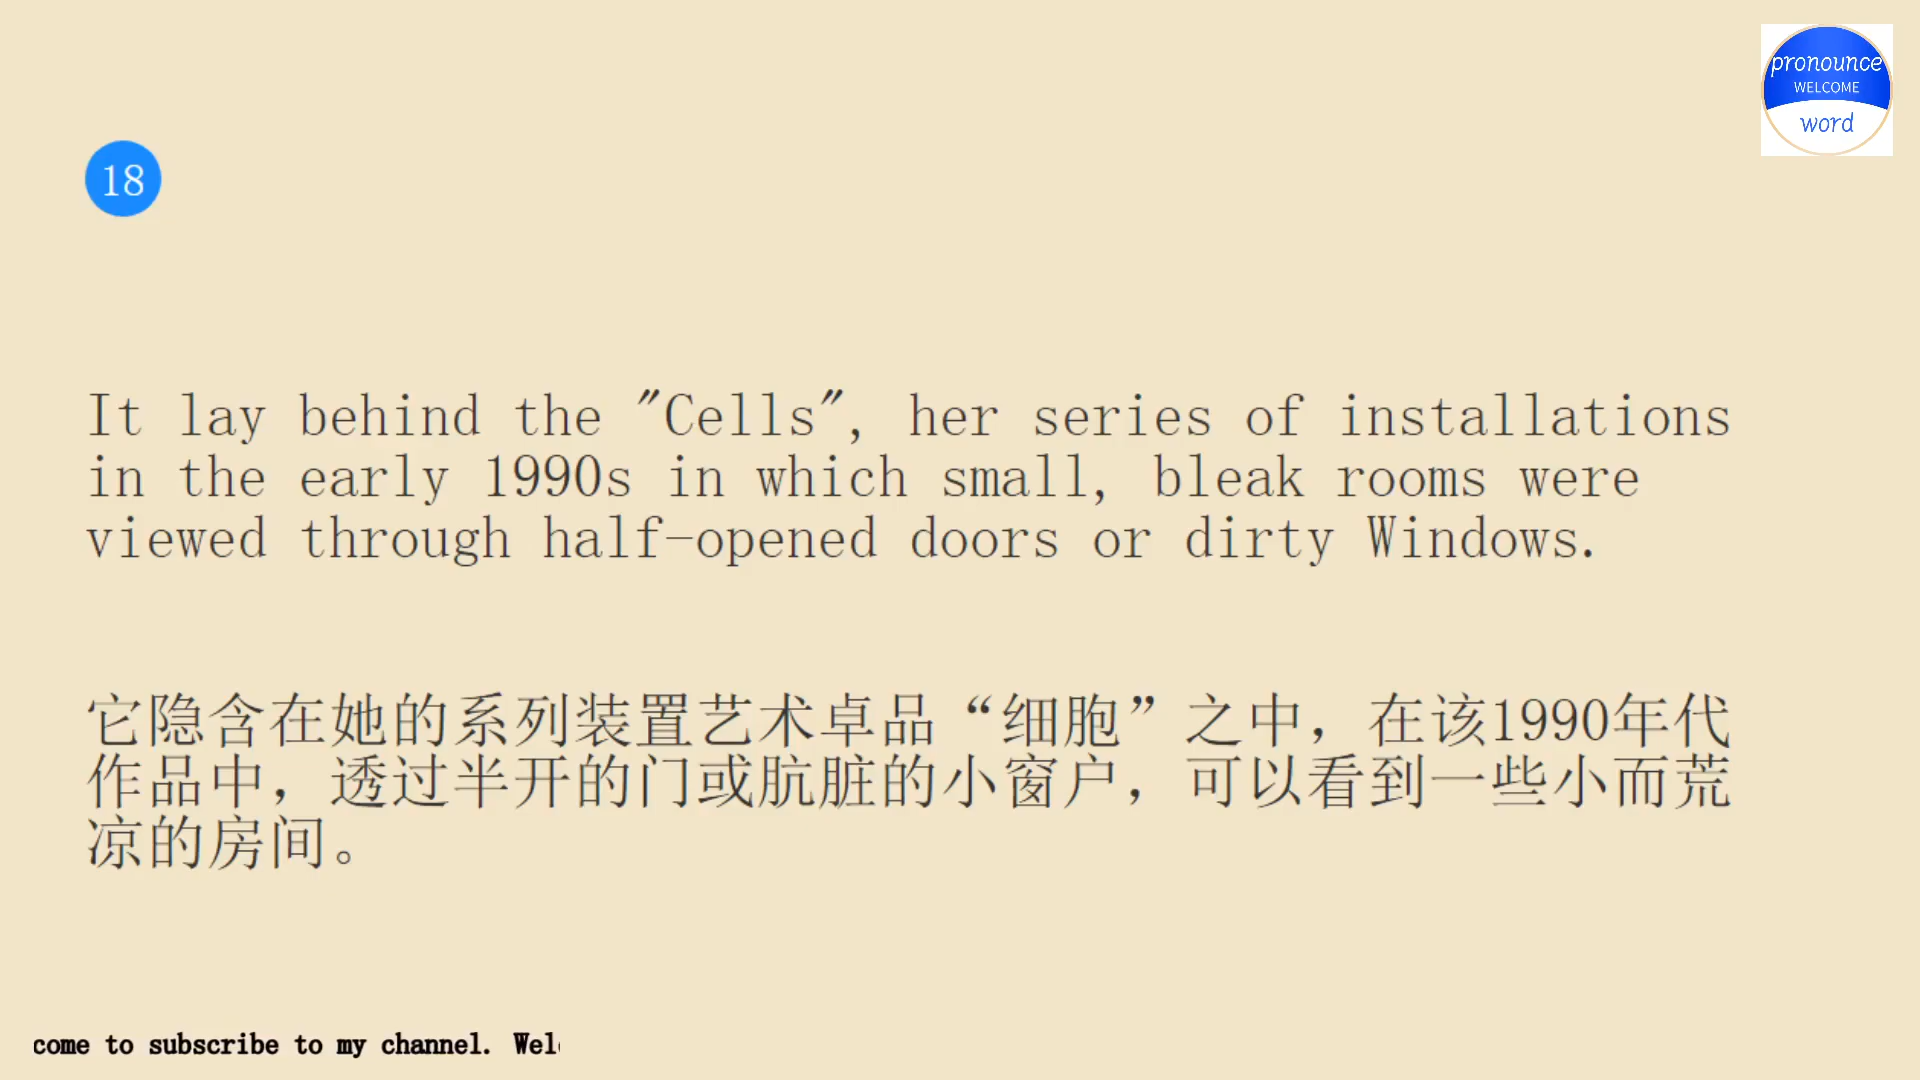 pronounce
WELCOME
word
18
It lay behind the "Cells", her series of installations
in the early 1990s in which small, bleak rooms were
viewed through half-opened doors or dirty Windows.
它隐含在她的系列装置艺术卓品“细胞”之中，在该1990年代
作品中，透过半开的门或肮脏的小窗户，可以看到一些小而荒
凉的房间。
come to subscribe to my channel. Wel